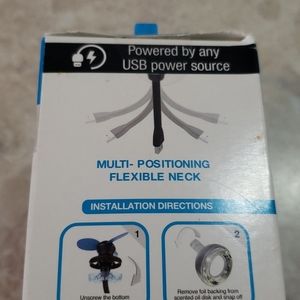 Powered by any
USB power source
MULTI- POSITIONING
FLEXIBLE NECK
INSTALLATION DIRECTIONS
1
2
Unscrew the bottom
Remove foil backing from
scented oil disk and snap off